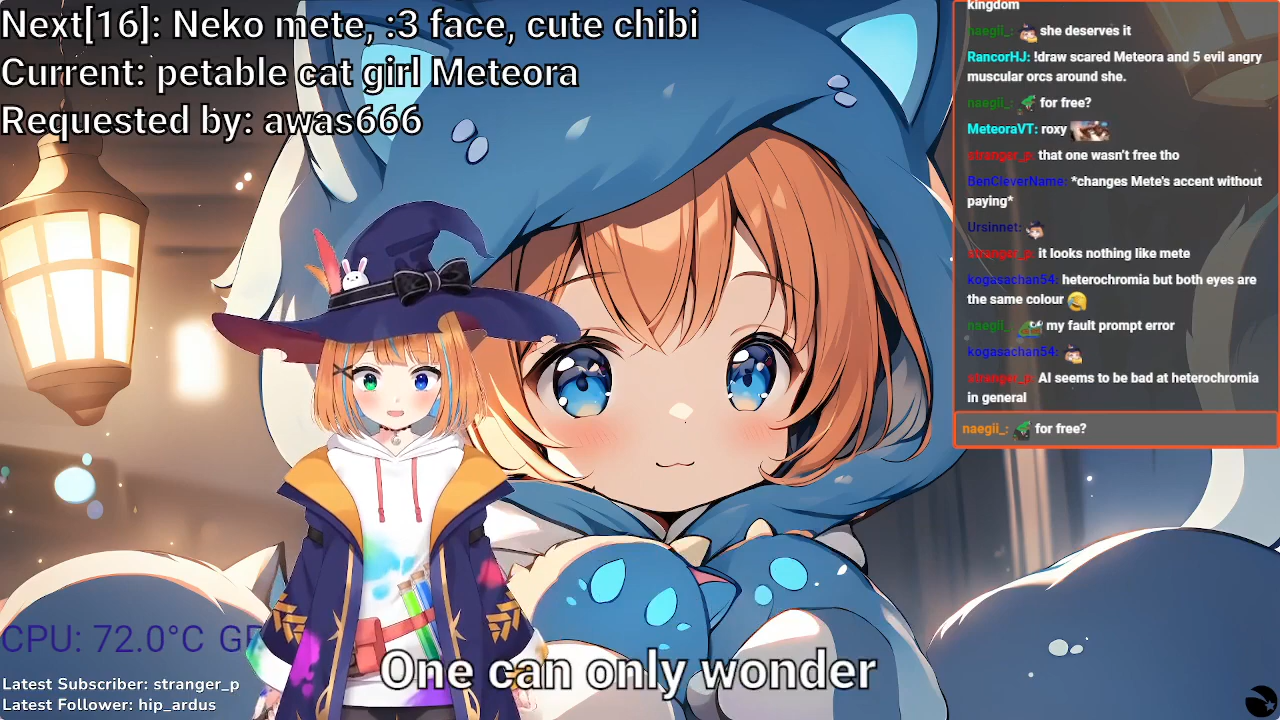 Next[16]: Neko mete, :3 face, cute chibi
Current: petable cat girl Meteora
Requested by: awas666
kingdom
naegii_: she deserves it
RancorHJ: !draw scared Meteora and 5 evil angry
muscular orcs around she.
naegii_: for free?
MeteoraVT: roxy
stranger_p: that one wasn't free tho
BenCleverName: *changes Mete's accent without
paying*
Ursinnet:
stranger_p: it looks nothing like mete
kogasachan54: heterochromia but both eyes are
the same colour
naegii_: my fault prompt error
kogasachan54:
stranger_p: AI seems to be bad at heterochromia
in general
naegii_: for free?
CPU: 72.0°C
One can only wonder
Latest Subscriber: stranger_p
Latest Follower: hip_ardus